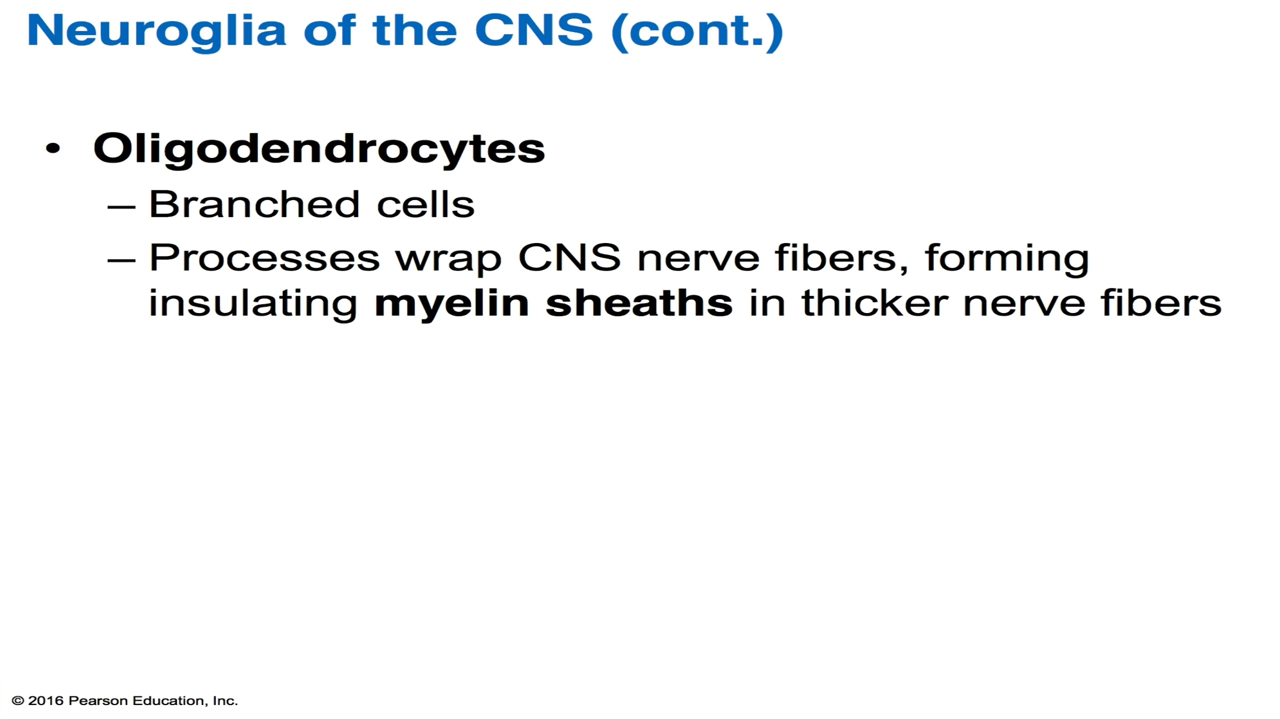 Neuroglia of the CNS (cont.)
• Oligodendrocytes
– Branched cells
– Processes wrap CNS nerve fibers, forming
insulating myelin sheaths in thicker nerve fibers
© 2016 Pearson Education, Inc.